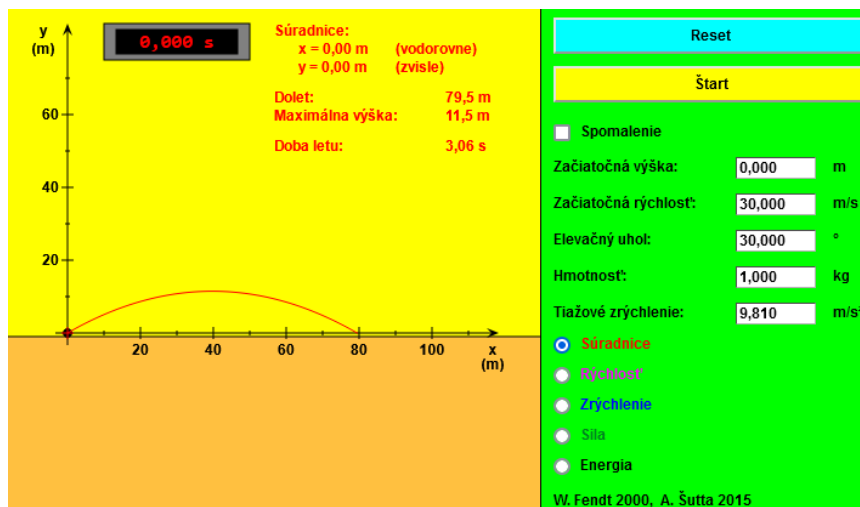 y
(m)
0,000 s
Súradnice:
x = 0,00 m (vodorovne)
y = 0,00 m (zvisle)
Dolet: 79,5 m
Maximálna výška: 11,5 m
Doba letu: 3,06 s
60
40
20
20 40 60 80 100 x
(m)
Reset
Štart
Spomalenie
Začiatočná výška: 0,000 m
Začiatočná rýchlosť: 30,000 m/s
Elevačný uhol: 30,000 °
Hmotnosť: 1,000 kg
Tiažové zrýchlenie: 9,810 m/s²
Súradnice
Rýchlosť
Zrýchlenie
Sila
Energia
W. Fendt 2000, A. Šutta 2015